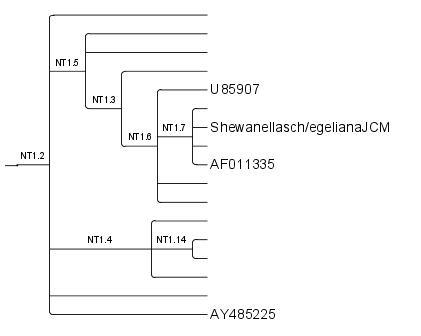 NT1.5
NT1.3
U85907
NT1.7
Shewanellasch/egelianaJCM
NT1.6
NT1.2
AF011335
NT1.4
NT1.14
AY485225